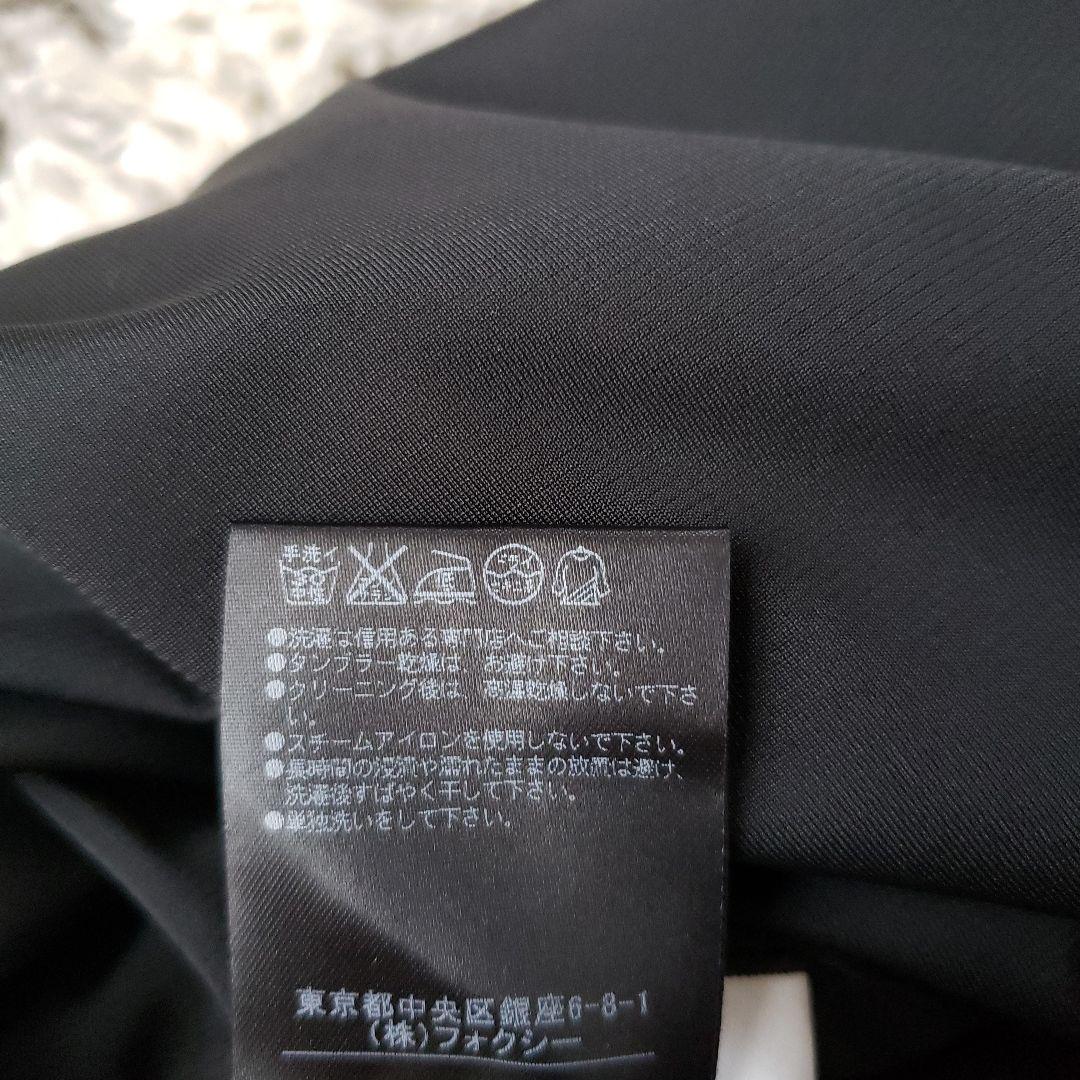 手洗イ
30
中性
●洗濯は信用ある専門店へご相談下さい。
●タンブラー乾燥は、お避け下さい。
●クリーニング後は、高温乾燥しないで下さ
い。
●スチームアイロンを使用しないで下さい。
●長時間の浸漬や濡れたままの放置は避け、
洗濯後すばやく干して下さい。
●単独洗いをして下さい。
東京都中央区銀座6-8-1
(株)フォクシー